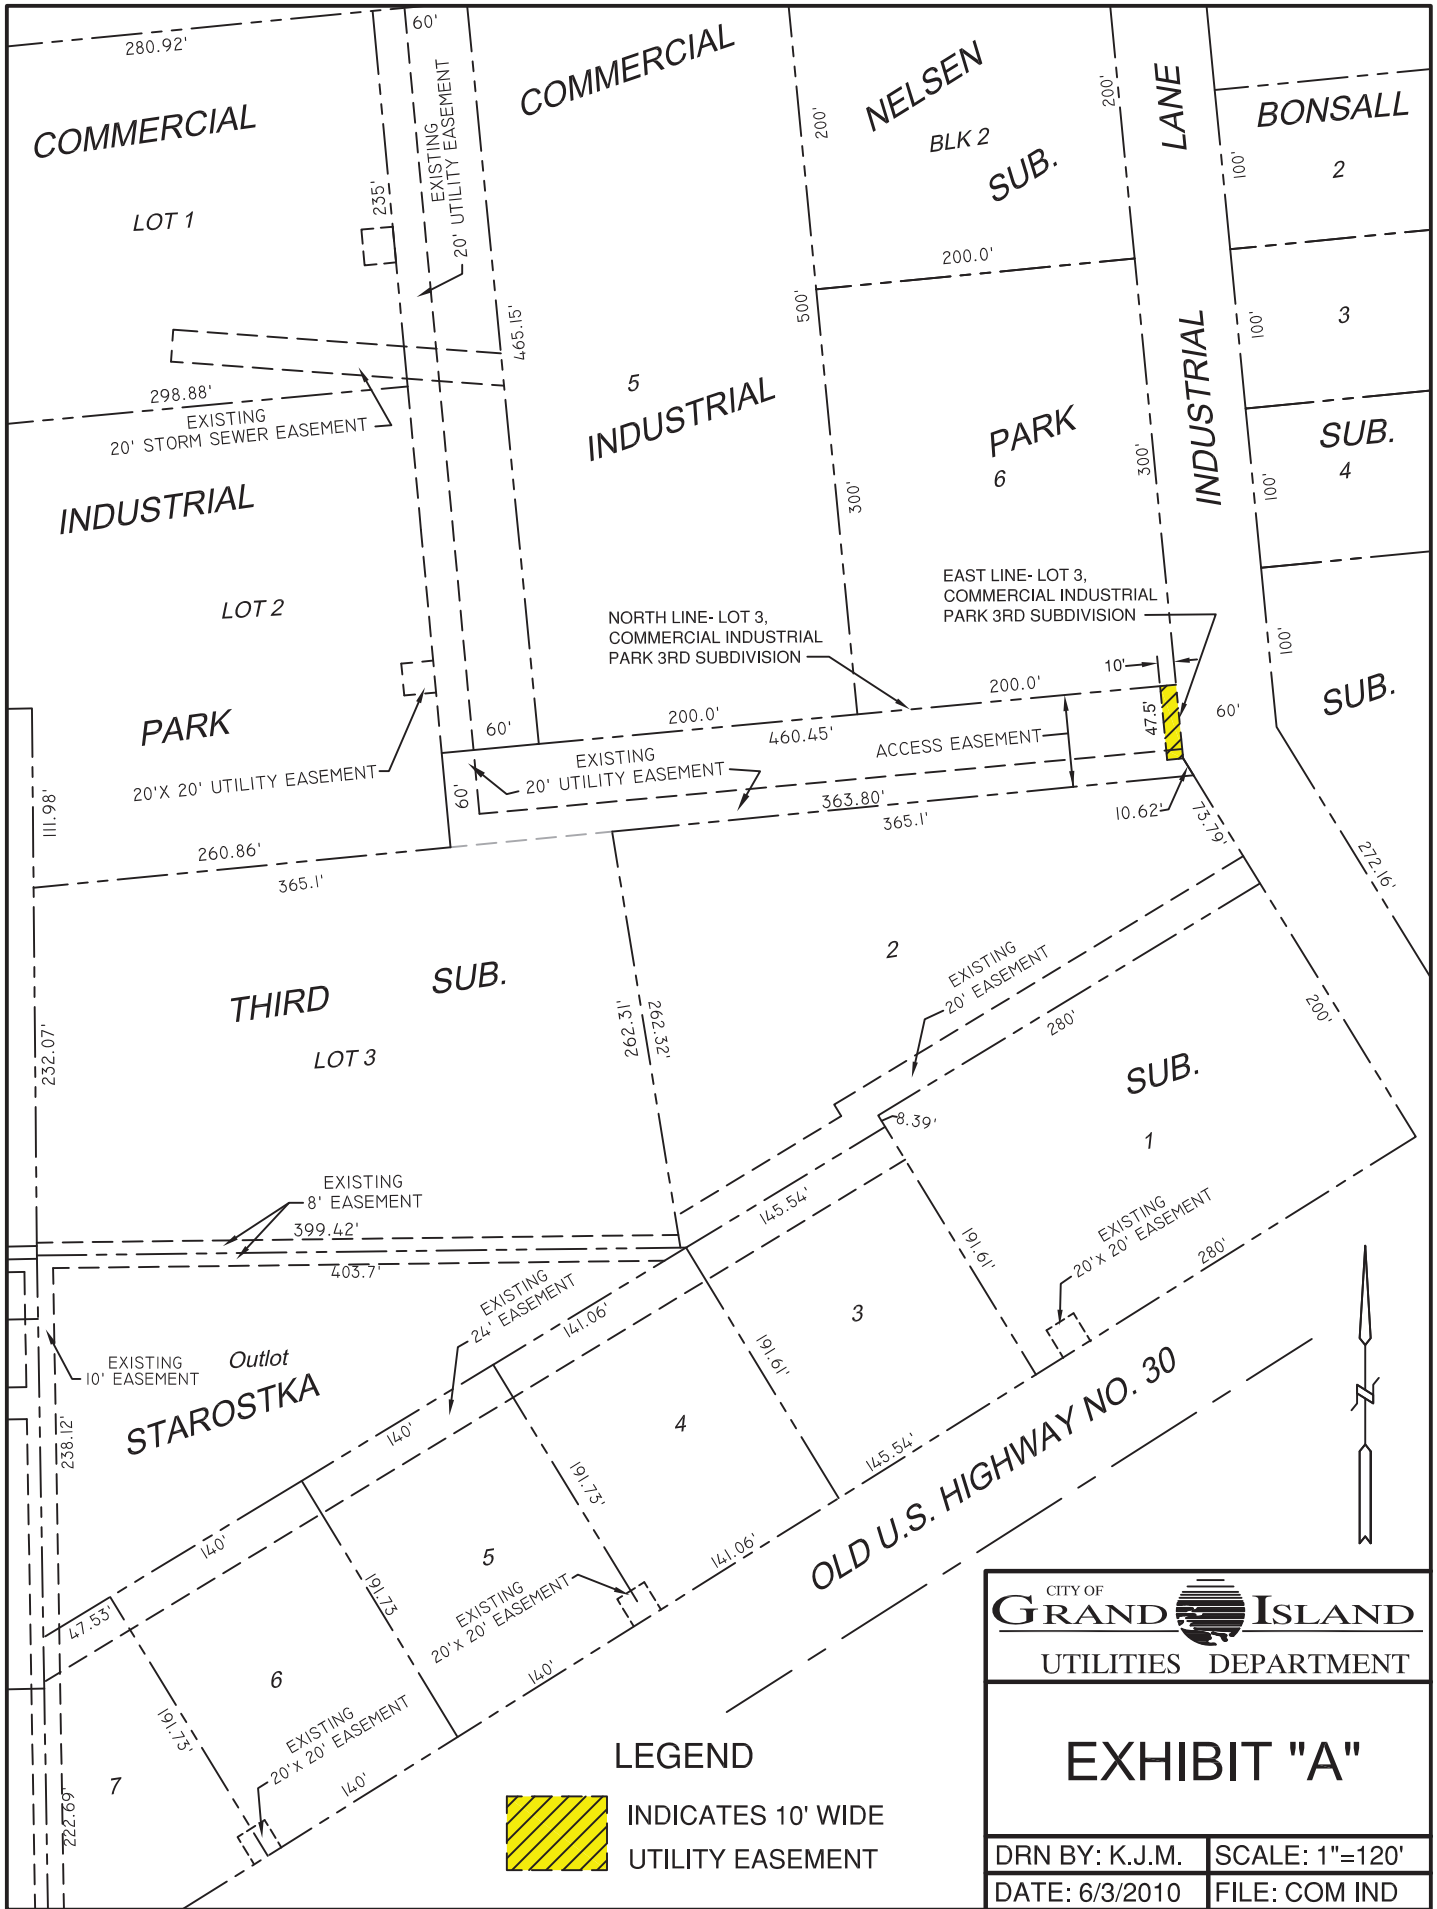 280.92'
60'
COMMERCIAL
COMMERCIAL
NELSEN
BLK 2
SUB.
200'
200'
LANE
BONSALL
2
100'
EXISTING
20' UTILITY EASEMENT
235'
LOT 1
200.0'
500'
465.15'
3
100'
INDUSTRIAL
298.88'
EXISTING
20' STORM SEWER EASEMENT
5
INDUSTRIAL
PARK
6
300'
300'
SUB.
4
100'
INDUSTRIAL
LOT 2
NORTH LINE- LOT 3,
COMMERCIAL INDUSTRIAL
PARK 3RD SUBDIVISION
EAST LINE- LOT 3,
COMMERCIAL INDUSTRIAL
PARK 3RD SUBDIVISION
100'
10'
200.0'
47.5'
60'
SUB.
PARK
20'X 20' UTILITY EASEMENT
60'
200.0'
460.45'
ACCESS EASEMENT
EXISTING
20' UTILITY EASEMENT
60'
363.80'
365.1'
10.62'
73.79'
111.98'
260.86'
365.1'
272.16'
2
THIRD
SUB.
LOT 3
232.07'
262.31'
262.32'
EXISTING
20' EASEMENT
280'
200'
SUB.
1
8.39'
EXISTING
8' EASEMENT
399.42'
403.7'
145.54'
191.61'
EXISTING
20'x 20' EASEMENT
280'
EXISTING
24' EASEMENT
141.06'
3
191.61'
EXISTING
10' EASEMENT
Outlot
STAROSTKA
238.12'
140'
4
145.54'
OLD U.S. HIGHWAY NO. 30
191.73'
140'
5
141.06'
EXISTING
20'x 20' EASEMENT
191.73
47.53'
140'
6
191.73'
EXISTING
20'x 20' EASEMENT
140'
7
222.69'
LEGEND
INDICATES 10' WIDE
UTILITY EASEMENT
CITY OF
GRAND ISLAND
UTILITIES DEPARTMENT
EXHIBIT "A"
DRN BY: K.J.M.
SCALE: 1"=120'
DATE: 6/3/2010
FILE: COM IND